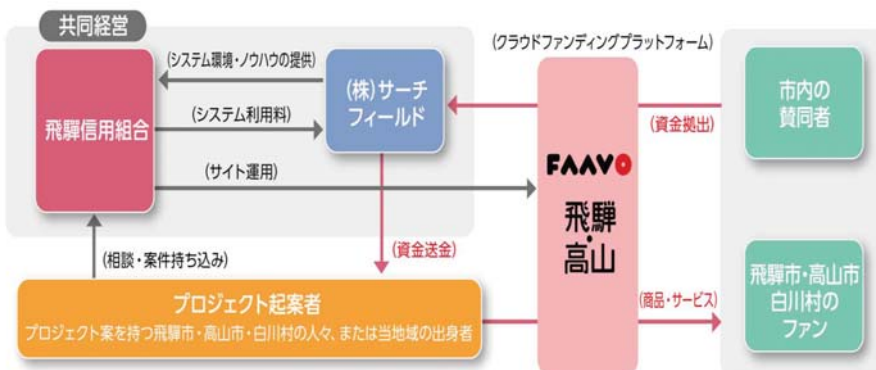 共同経営
飛驒信用組合
(システム環境・ノウハウの提供)
(システム利用料)
(サイト運用)
(株)サーチ
フィールド
(クラウドファンディングプラットフォーム)
FAAVO
飛驒・
高山
(資金拠出)
市内の
賛同者
(相談・案件持ち込み)
(資金送金)
プロジェクト起案者
プロジェクト案を持つ飛驒市・高山市・白川村の人々、または当地域の出身者
(商品・サービス)
飛驒市・高山市
白川村の
ファン